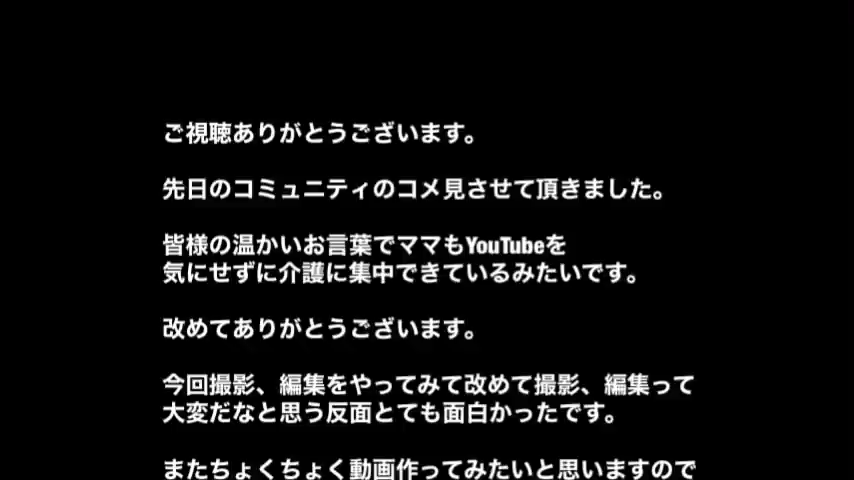 ご視聴ありがとうございます。
先日のコミュニティのコメ見させて頂きました。
皆様の温かいお言葉でママもYouTubeを
気にせずに介護に集中できているみたいです。
改めてありがとうございます。
今回撮影、編集をやってみて改めて撮影、編集って
大変だなと思う反面とても面白かったです。
またちょくちょく動画作ってみたいと思いますので